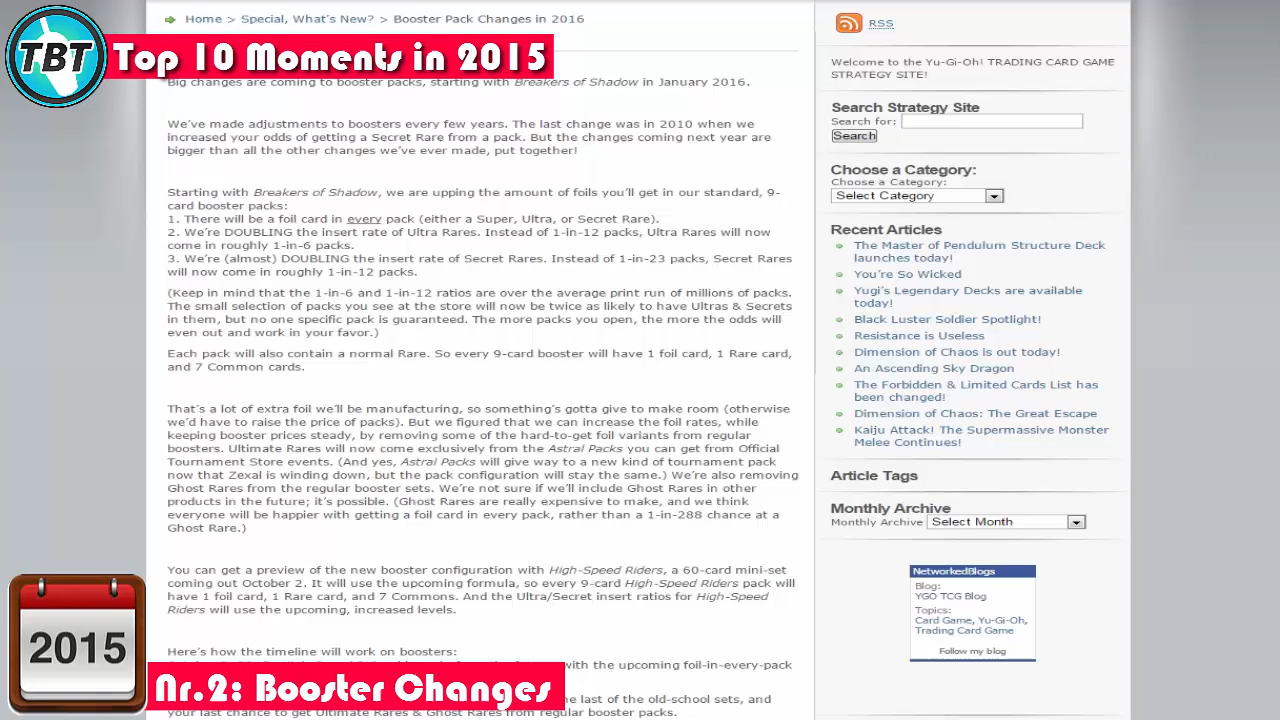 Home > Special, What's New? > Booster Pack Changes in 2016
TBT
Top 10 Moments in 2015
Big changes are coming to booster packs, starting with Breakers of Shadow in January 2016.
We've made adjustments to boosters every few years. The last change was in 2010 when we
increased your odds of getting a Secret Rare from a pack. But the changes coming next year are
bigger than all the other changes we've ever made, put together!
Starting with Breakers of Shadow, we are upping the amount of foils you'll get in our standard, 9-
card booster packs:
1. There will be a foil card in every pack (either a Super, Ultra, or Secret Rare).
2. We're DOUBLING the insert rate of Ultra Rares. Instead of 1-in-12 packs, Ultra Rares will now
come in roughly 1-in-6 packs.
3. We're (almost) DOUBLING the insert rate of Secret Rares. Instead of 1-in-23 packs, Secret Rares
will now come in roughly 1-in-12 packs.
(Keep in mind that the 1-in-6 and 1-in-12 ratios are over the average print run of millions of packs.
The small selection of packs you see at the store will now be twice as likely to have Ultras & Secrets
in them, but no one specific pack is guaranteed. The more packs you open, the more the odds will
even out and work in your favor.)
Each pack will also contain a normal Rare. So every 9-card booster will have 1 foil card, 1 Rare card,
and 7 Common cards.
That's a lot of extra foil we'll be manufacturing, so something's gotta give to make room (otherwise
we'd have to raise the price of packs). But we figured that we can increase the foil rates, while
keeping booster prices steady, by removing some of the hard-to-get foil variants from regular
boosters. Ultimate Rares will now come exclusively from the Astral Packs you can get from Official
Tournament Store events. (And yes, Astral Packs will give way to a new kind of tournament pack
now that Zexal is winding down, but the pack configuration will stay the same.) We're also removing
Ghost Rares from the regular booster sets. We're not sure if we'll include Ghost Rares in other
products in the future; it's possible. (Ghost Rares are really expensive to make, and we think
everyone will be happier with getting a foil card in every pack, rather than a 1-in-288 chance at a
Ghost Rare.)
You can get a preview of the new booster configuration with High-Speed Riders, a 60-card mini-set
coming out October 2. It will use the upcoming formula, so every 9-card High-Speed Riders pack will
have 1 foil card, 1 Rare card, and 7 Commons. And the Ultra/Secret insert ratios for High-Speed
Riders will use the upcoming, increased levels.
Here's how the timeline will work on boosters:
with the upcoming foil-in-every-pack
the last of the old-school sets, and
your last chance to get Ultimate Rares & Ghost Rares from regular booster packs.
2015
Nr.2: Booster Changes
RSS
Welcome to the Yu-Gi-Oh! TRADING CARD GAME
STRATEGY SITE!
Search Strategy Site
Search for:
Search
Choose a Category:
Choose a Category:
Select Category
Recent Articles
The Master of Pendulum Structure Deck
launches today!
You're So Wicked
Yugi's Legendary Decks are available
today!
Black Luster Soldier Spotlight!
Resistance is Useless
Dimension of Chaos is out today!
An Ascending Sky Dragon
The Forbidden & Limited Cards List has
been changed!
Dimension of Chaos: The Great Escape
Kaiju Attack! The Supermassive Monster
Melee Continues!
Article Tags
Monthly Archive
Monthly Archive Select Month
NetworkedBlogs
Blog:
YGO TCG Blog
Topics:
Card Game, Yu-Gi-Oh,
Trading Card Game
Follow my blog